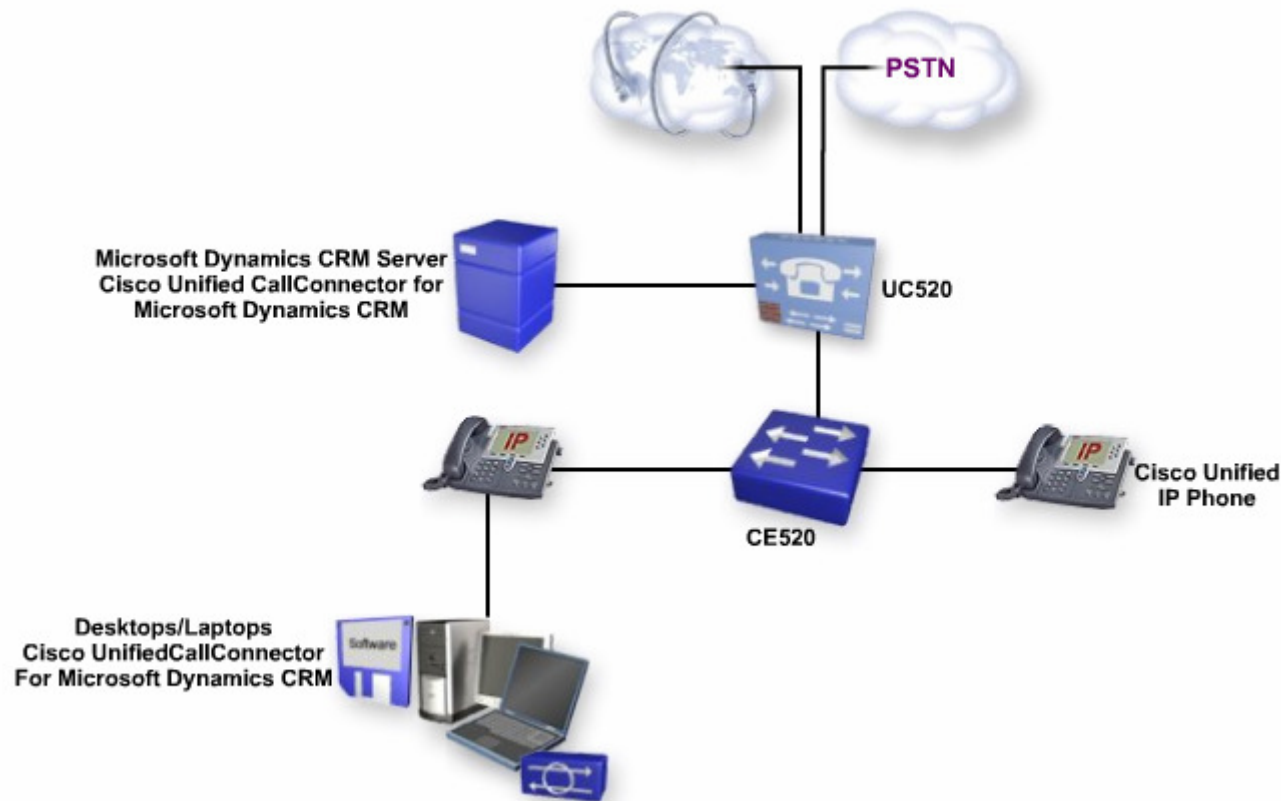 PSTN
Microsoft Dynamics CRM Server
Cisco Unified CallConnector for
Microsoft Dynamics CRM
UC520
IP
IP
Cisco Unified
IP Phone
CE520
Desktops/Laptops
Cisco UnifiedCallConnector
For Microsoft Dynamics CRM
Software